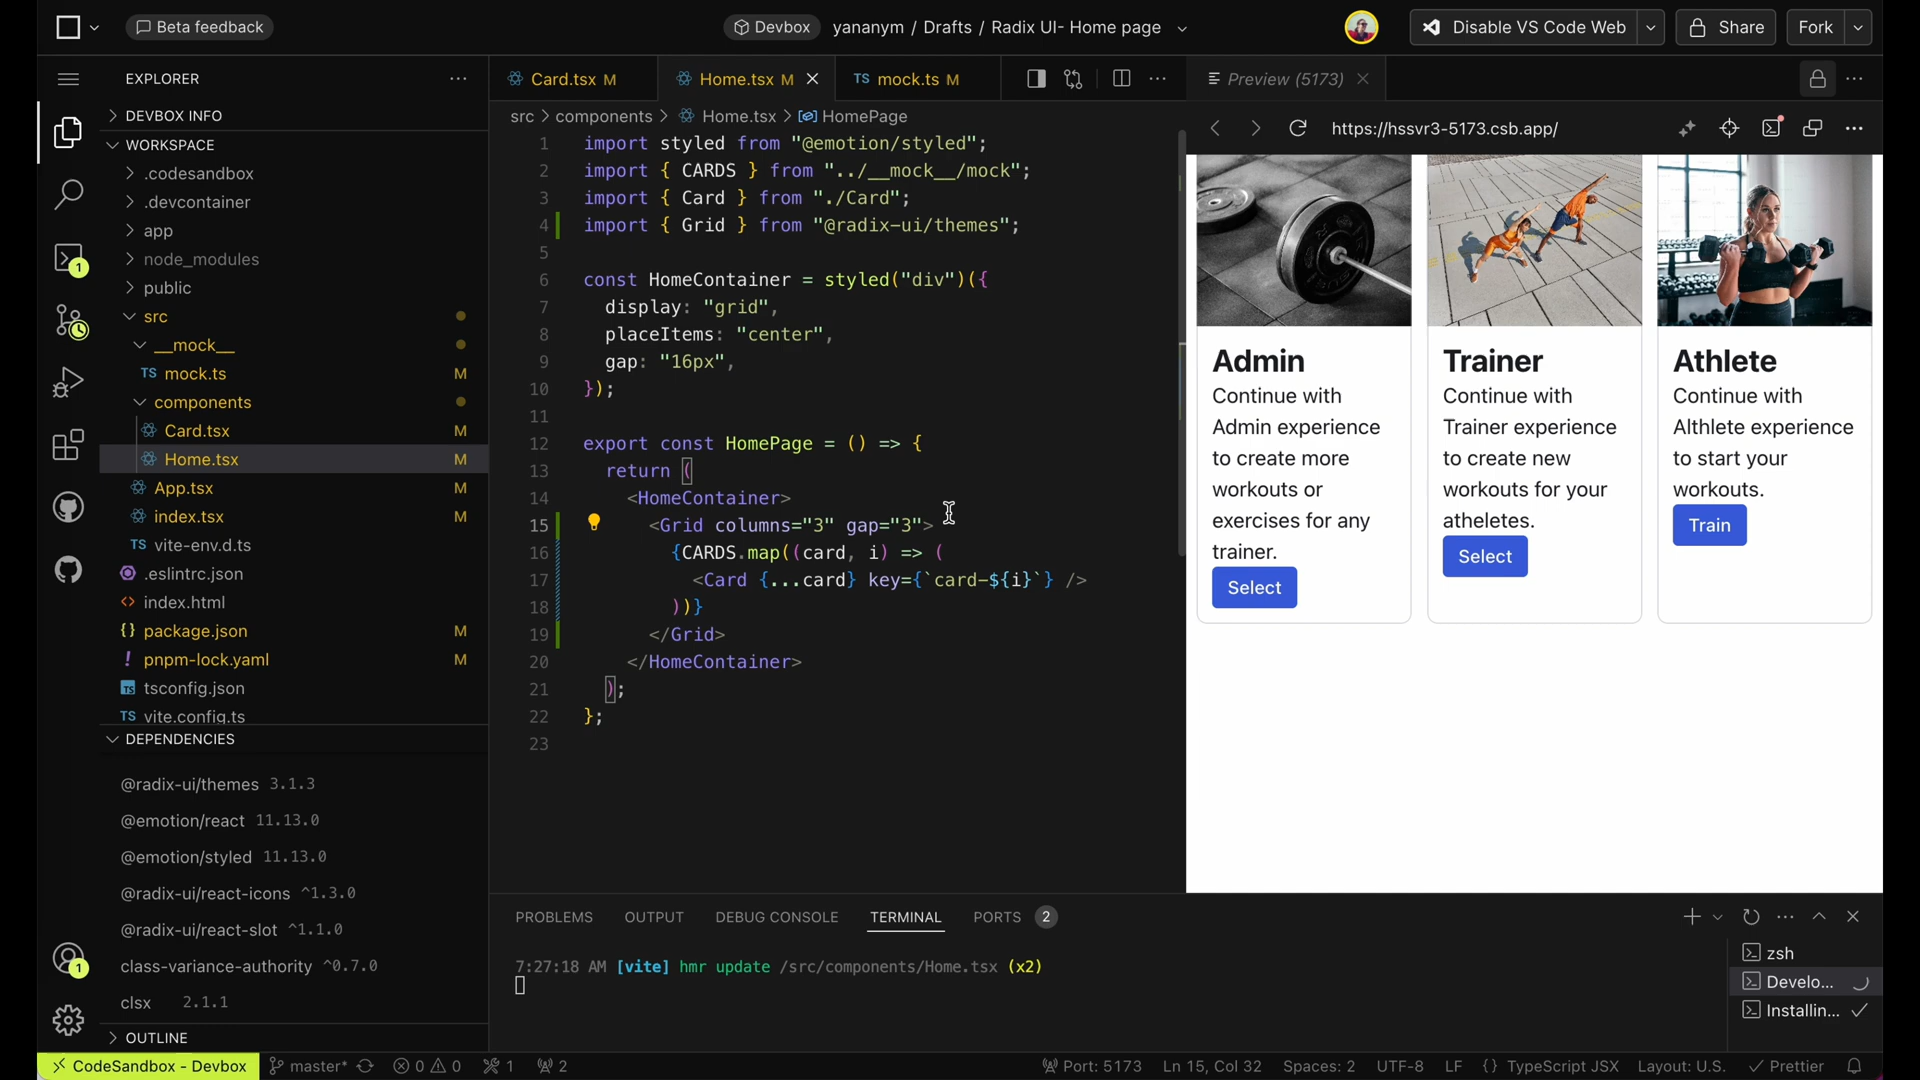 Beta feedback
Devbox yananym / Drafts / Radix UI- Home page
Disable VS Code Web
Share
Fork
EXPLORER
DEVBOX INFO
WORKSPACE
.codesandbox
.devcontainer
app
node_modules
public
src
__mock__
TS mock.ts M
components
Card.tsx M
Home.tsx M
App.tsx M
index.tsx M
TS vite-env.d.ts
.eslintrc.json
<> index.html
{} package.json M
! pnpm-lock.yaml M
TS tsconfig.json
TS vite.config.ts
DEPENDENCIES
@radix-ui/themes 3.1.3
@emotion/react 11.13.0
@emotion/styled 11.13.0
@radix-ui/react-icons ^1.3.0
@radix-ui/react-slot ^1.1.0
class-variance-authority ^0.7.0
clsx 2.1.1
OUTLINE
1
1
Card.tsx M
Home.tsx M
TS mock.ts M
src > components > Home.tsx > HomePage
1 import styled from "@emotion/styled";
2 import { CARDS } from "../__mock__/mock";
3 import { Card } from "./Card";
4 import { Grid } from "@radix-ui/themes";
5
6 const HomeContainer = styled("div")({
7 display: "grid",
8 placeItems: "center",
9 gap: "16px",
10 });
11
12 export const HomePage = () => {
13 return (
14 <HomeContainer>
15 <Grid columns="3" gap="3">
16 {CARDS.map((card, i) => (
17 <Card {...card} key={`card-${i}`} />
18 ))}
19 </Grid>
20 </HomeContainer>
21 );
22 };
23
Preview (5173)
https://hssvr3-5173.csb.app/
Admin
Continue with
Admin experience
to create more
workouts or
exercises for any
trainer.
Select
Trainer
Continue with
Trainer experience
to create new
workouts for your
atheletes.
Select
Athlete
Continue with
Althlete experience
to start your
workouts.
Train
PROBLEMS OUTPUT DEBUG CONSOLE TERMINAL PORTS 2
7:27:18 AM [vite] hmr update /src/components/Home.tsx (x2)
zsh
Develo...
Installin...
CodeSandbox - Devbox master* 0 0 1 2 Port: 5173 Ln 15, Col 32 Spaces: 2 UTF-8 LF {} TypeScript JSX Layout: U.S. Prettier